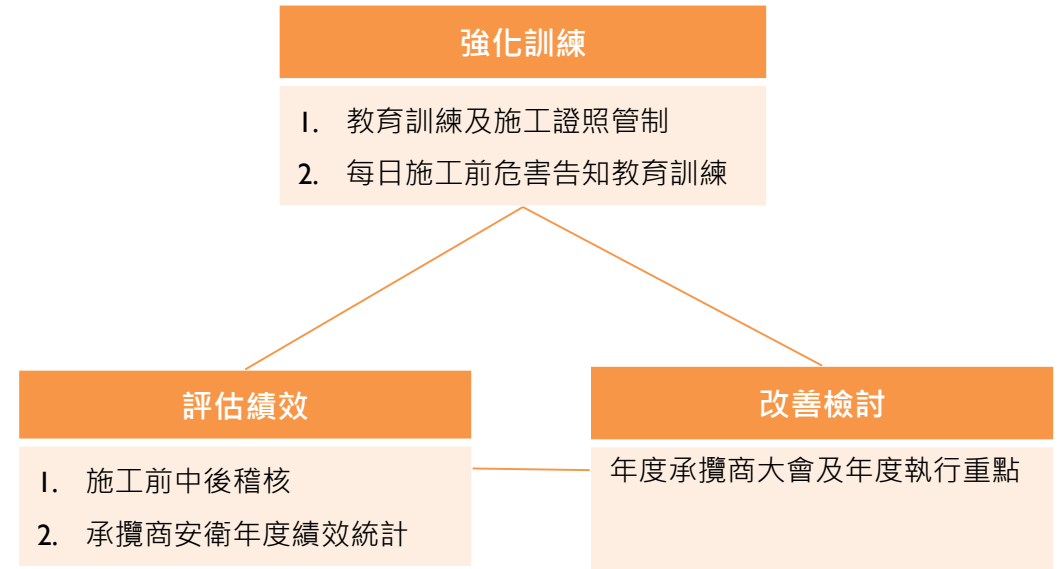 強化訓練
1. 教育訓練及施工證照管制
2. 每日施工前危害告知教育訓練
評估績效
1. 施工前中後稽核
2. 承攬商安衛年度績效統計
改善檢討
年度承攬商大會及年度執行重點